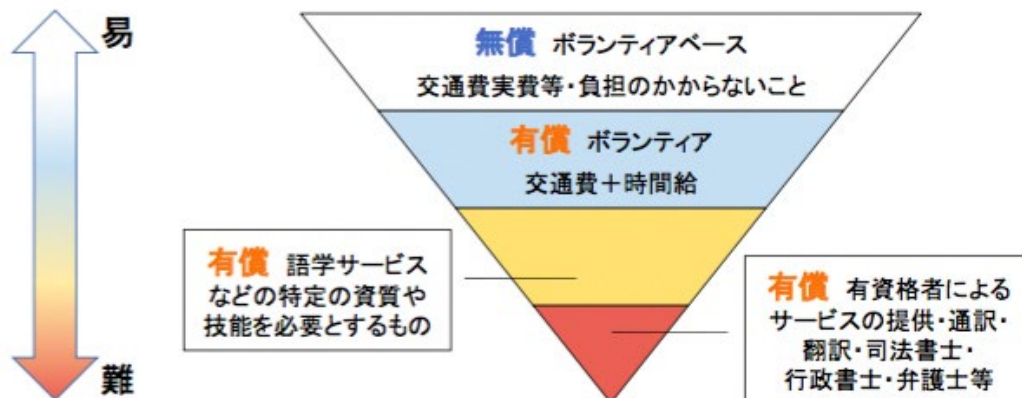 易
無償 ボランティアベース
交通費実費等・負担のかからないこと
有償 ボランティア
交通費＋時間給
有償 語学サービス
などの特定の資質や
技能を必要とするもの
有償 有資格者による
サービスの提供・通訳・
翻訳・司法書士・
行政書士・弁護士等
難